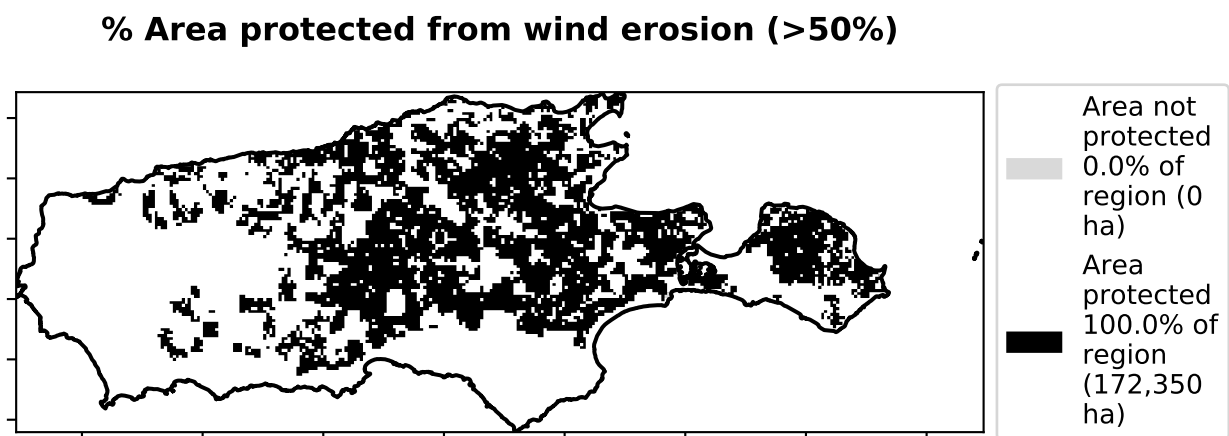 % Area protected from wind erosion (>50%)
Area not
protected
0.0% of
region (0
ha)
Area
protected
100.0% of
region
(172,350
ha)